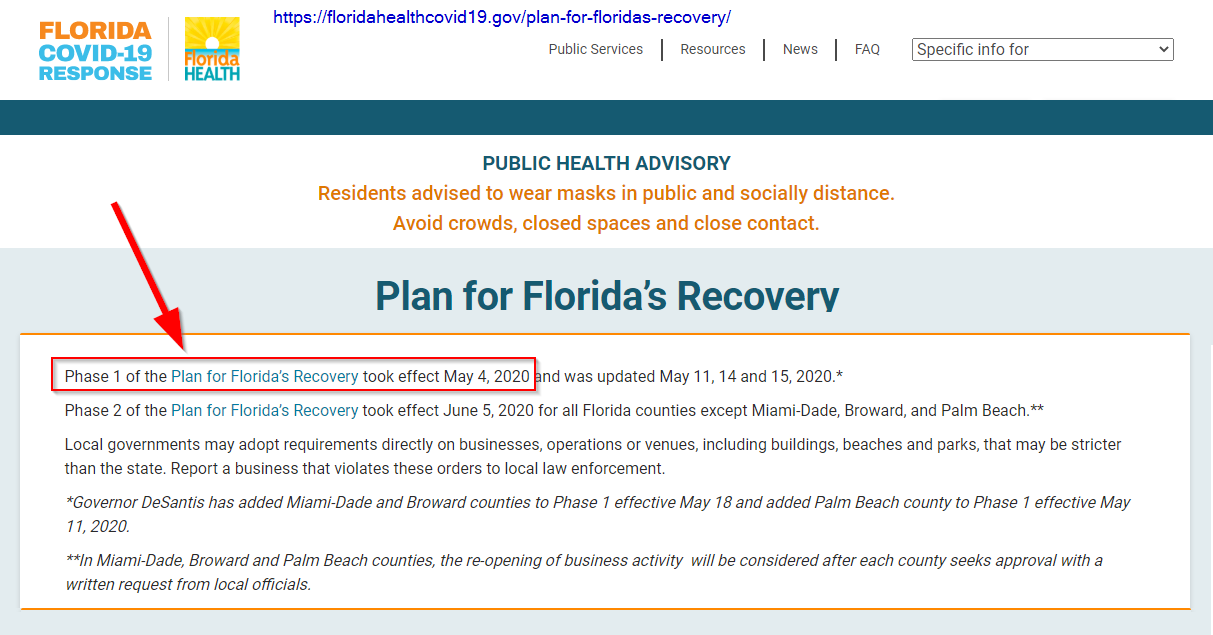 https://floridahealthcovid19.gov/plan-for-floridas-recovery/
FLORIDA
COVID-19
RESPONSE
Florida
HEALTH
Public Services
Resources
News
FAQ
Specific info for
PUBLIC HEALTH ADVISORY
Residents advised to wear masks in public and socially distance.
Avoid crowds, closed spaces and close contact.
Plan for Florida's Recovery
Phase 1 of the Plan for Florida's Recovery took effect May 4, 2020 and was updated May 11, 14 and 15, 2020.*
Phase 2 of the Plan for Florida's Recovery took effect June 5, 2020 for all Florida counties except Miami-Dade, Broward, and Palm Beach.**
Local governments may adopt requirements directly on businesses, operations or venues, including buildings, beaches and parks, that may be stricter
than the state. Report a business that violates these orders to local law enforcement.
*Governor DeSantis has added Miami-Dade and Broward counties to Phase 1 effective May 18 and added Palm Beach county to Phase 1 effective May
11, 2020.
**In Miami-Dade, Broward and Palm Beach counties, the re-opening of business activity  will be considered after each county seeks approval with a
written request from local officials.